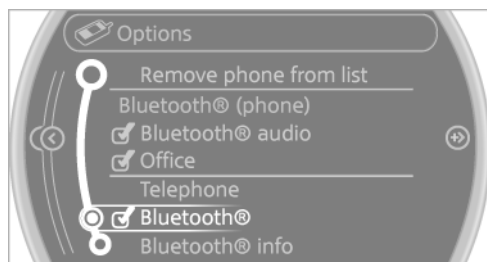 Options
Remove phone from list
Bluetooth® (phone)
Bluetooth® audio
Office
Telephone
Bluetooth®
Bluetooth® info